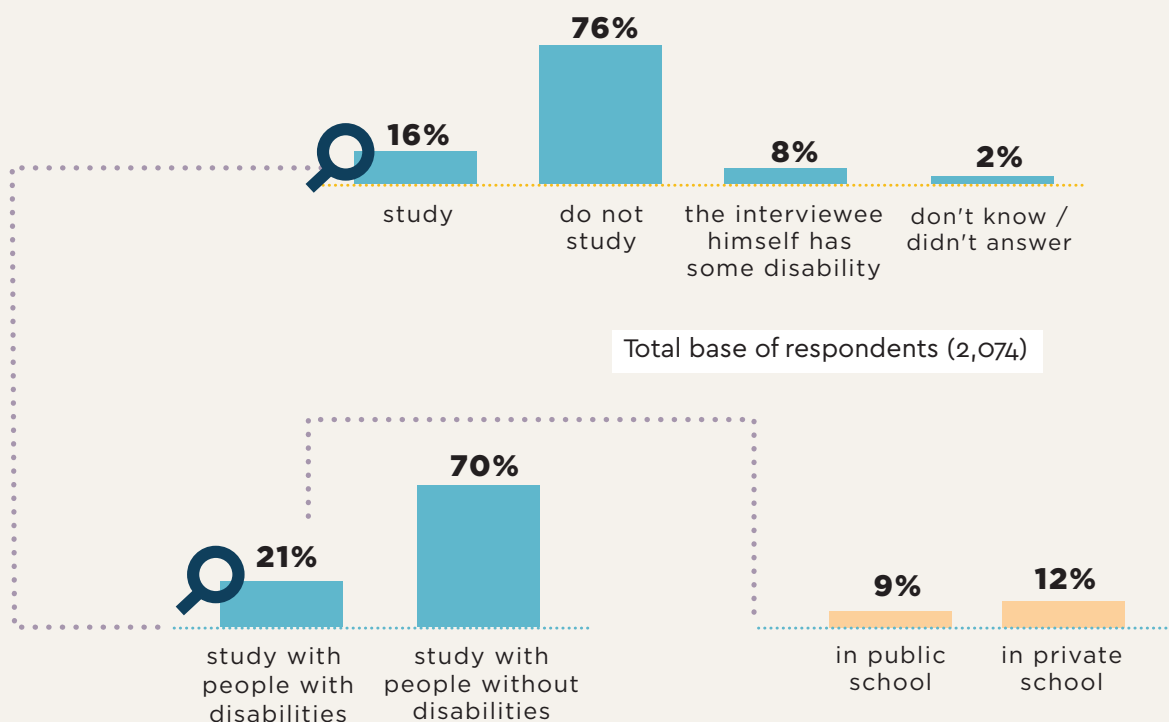 76%
16%
8%
2%
study
do not
study
the interviewee
himself has
some disability
don't know /
didn't answer
Total base of respondents (2,074)
70%
21%
9%
12%
study with
people with
disabilities
study with
people without
disabilities
in public
school
in private
school